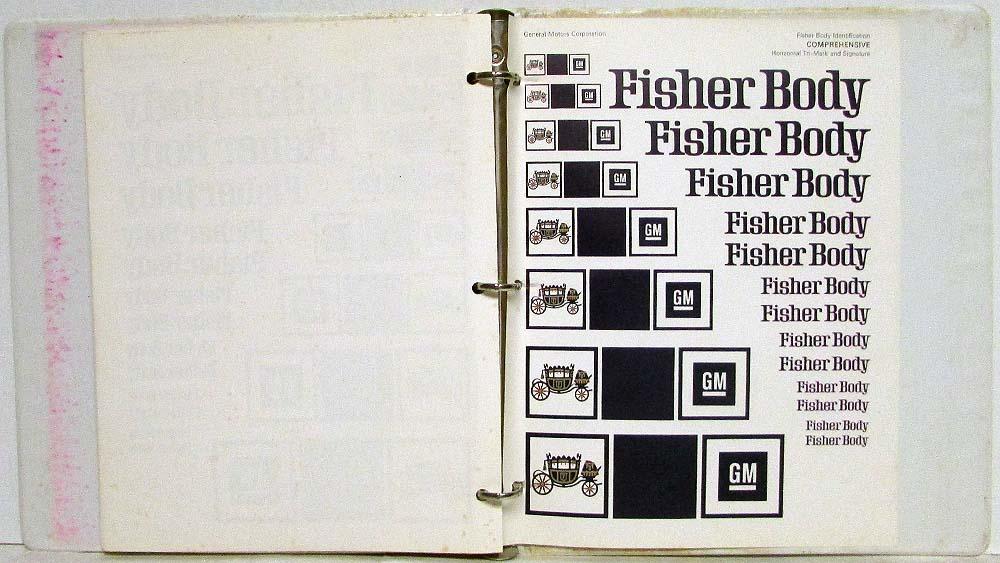 General Motors Corporation
Fisher Body Identification
COMPREHENSIVE
Horizontal Tri-Mark and Signature
GM
GM
GM
GM
GM
GM
GM
GM
Fisher Body
Fisher Body
Fisher Body
Fisher Body
Fisher Body
Fisher Body
Fisher Body
Fisher Body
Fisher Body
Fisher Body
Fisher Body
Fisher Body
Fisher Body